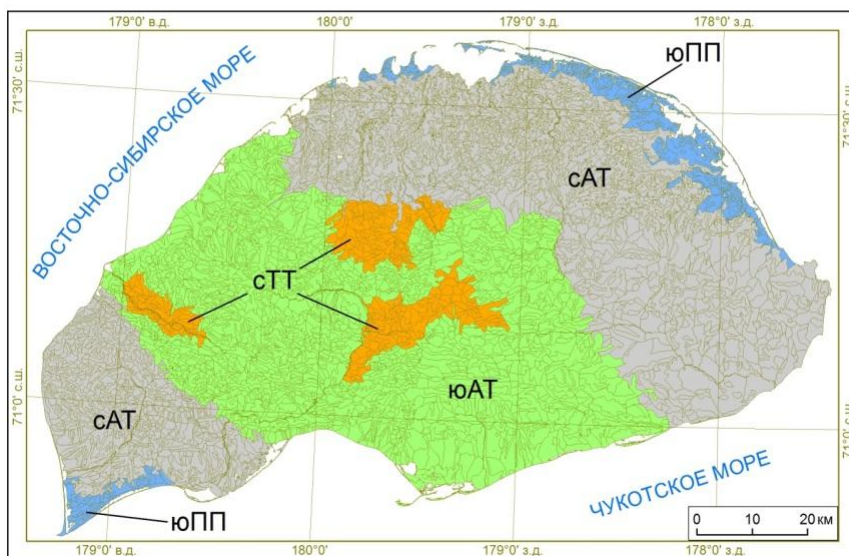 179°0' в.д.
180°0'
179°0' з.д.
178°0' з.д.
71°30' с.ш.
ВОСТОЧНО-СИБИРСКОЕ МОРЕ
юПП
71°30' с.ш.
сАТ
сТТ
71°0' с.ш.
сАТ
юАТ
71°0' с.ш.
ЧУКОТСКОЕ МОРЕ
юПП
0 10 20 км
179°0' в.д.
180°0'
179°0' з.д.
178°0' з.д.